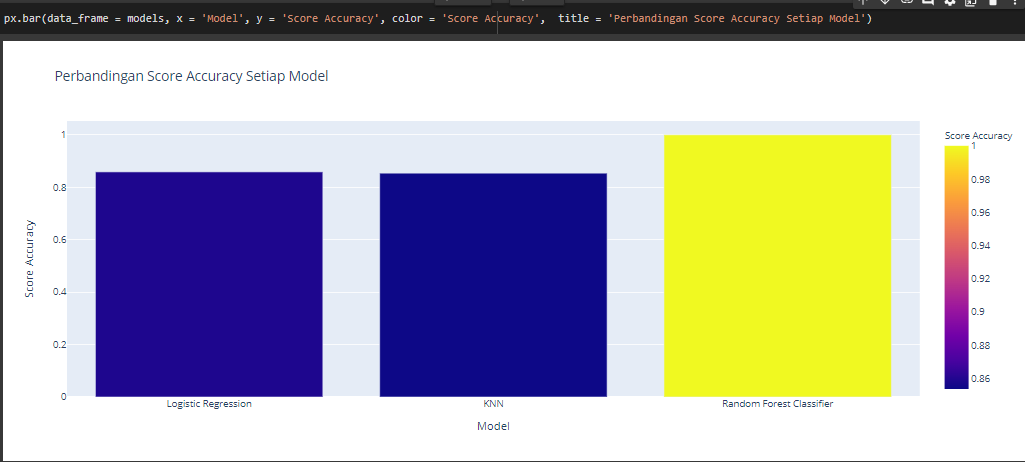 px.bar(data_frame = models, x = 'Model', y = 'Score Accuracy', color = 'Score Accuracy',  title = 'Perbandingan Score Accuracy Setiap Model')
Perbandingan Score Accuracy Setiap Model
Score Accuracy
1
0.8
0.6
0.4
0.2
0
Logistic Regression
KNN
Random Forest Classifier
Model
Score Accuracy
1
0.98
0.96
0.94
0.92
0.9
0.88
0.86